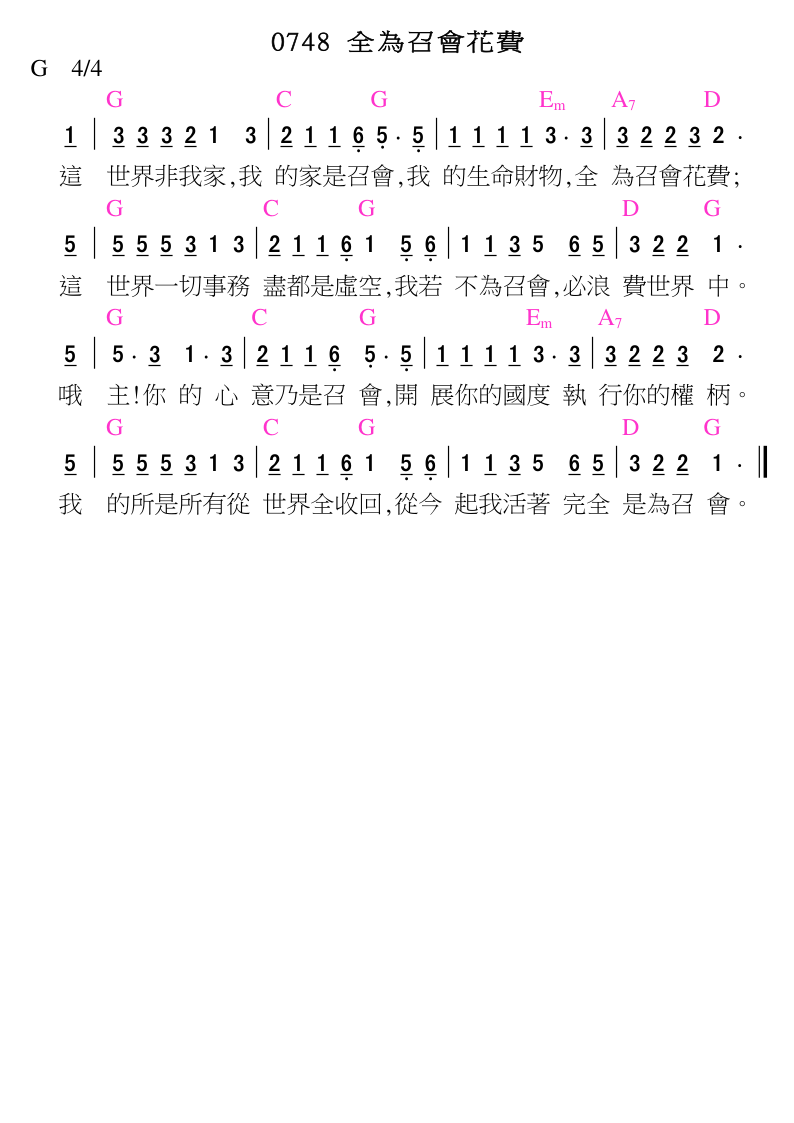 0748 全為召會花費
G 4/4
G C G Em A7 D
1 | 3 3 3 2 1 3 | 2 1 1 6 5 . 5 | 1 1 1 1 3 . 3 | 3 2 2 3 2 .
這 世界非我家,我 的家是召會,我 的生命財物,全 為召會花費;
G C G D G
5 | 5 5 5 3 1 3 | 2 1 1 6 1 5 6 | 1 1 3 5 6 5 | 3 2 2 1 .
這 世界一切事務 盡都是虛空,我若 不為召會,必浪 費世界 中。
G C G Em A7 D
5 | 5 . 3 1 . 3 | 2 1 1 6 5 . 5 | 1 1 1 1 3 . 3 | 3 2 2 3 2 .
哦 主!你 的 心 意乃是召 會,開 展你的國度 執 行你的權 柄。
G C G D G
5 | 5 5 5 3 1 3 | 2 1 1 6 1 5 6 | 1 1 3 5 6 5 | 3 2 2 1 . ||
我 的所是所有從 世界全收回,從今 起我活著 完全 是為召 會。